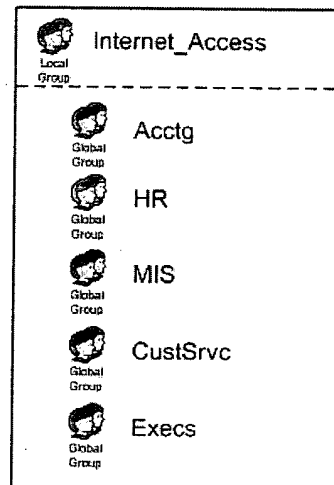 Internet_Access
Local
Group
Acctg
Global
Group
HR
Global
Group
MIS
Global
Group
CustSrvc
Global
Group
Execs
Global
Group